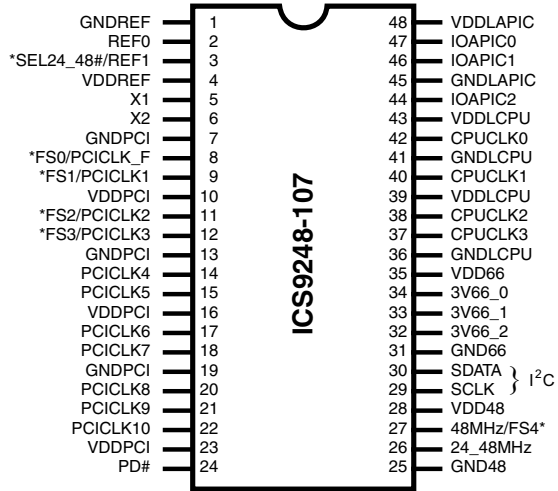 GNDREF 1 48 VDDLAPIC
REF0 2 47 IOAPIC0
*SEL24_48#/REF1 3 46 IOAPIC1
VDDREF 4 45 GNDLAPIC
X1 5 44 IOAPIC2
X2 6 43 VDDLCPU
GNDPCI 7 42 CPUCLK0
*FS0/PCICLK_F 8 41 GNDLCPU
*FS1/PCICLK1 9 40 CPUCLK1
VDDPCI 10 39 VDDLCPU
*FS2/PCICLK2 11 38 CPUCLK2
*FS3/PCICLK3 12 37 CPUCLK3
GNDPCI 13 36 GNDLCPU
PCICLK4 14 35 VDD66
PCICLK5 15 34 3V66_0
VDDPCI 16 33 3V66_1
PCICLK6 17 32 3V66_2
PCICLK7 18 31 GND66
GNDPCI 19 30 SDATA
PCICLK8 20 29 SCLK } I²C
PCICLK9 21 28 VDD48
PCICLK10 22 27 48MHz/FS4*
VDDPCI 23 26 24_48MHz
PD# 24 25 GND48
ICS9248-107